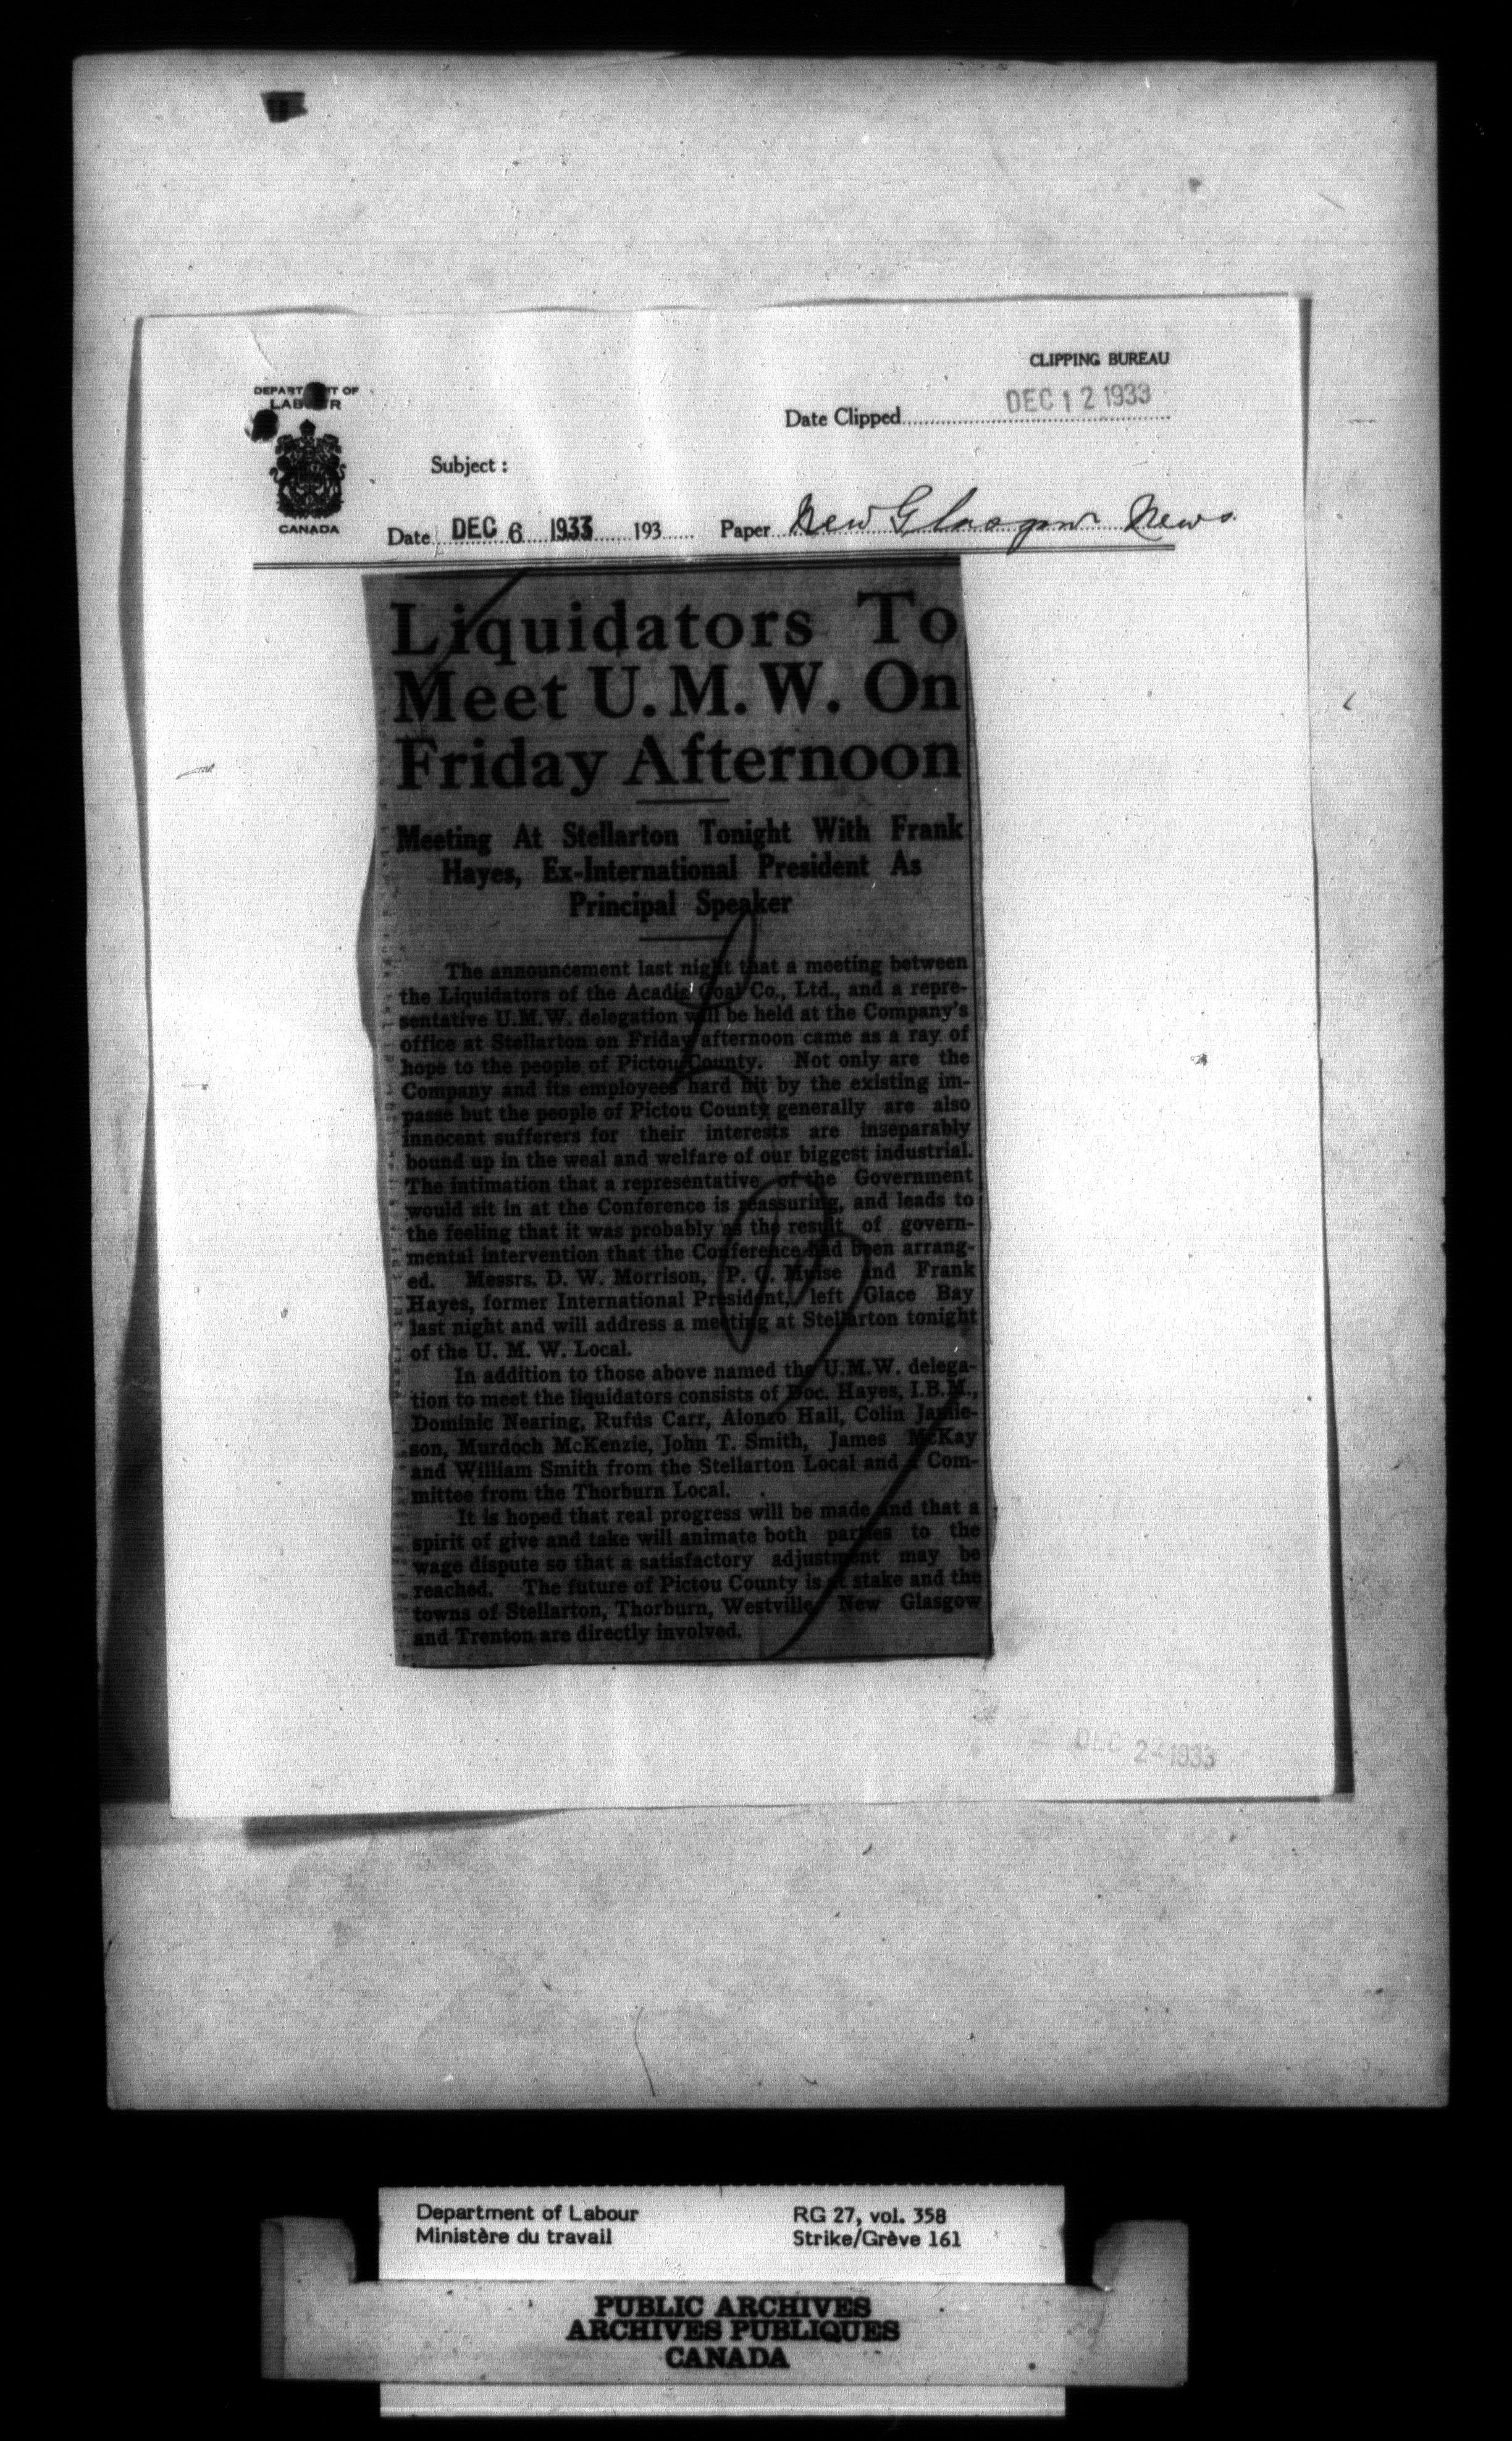 CLIPPING BUREAU
DEPARTMENT OF
LABOUR
CANADA
Date Clipped DEC 12 1933
Subject :
Date DEC 6 1933 193 Paper New Glasgow News
Liquidators To
Meet U.M.W. On
Friday Afternoon
Meeting At Stellarton Tonight With Frank
Hayes, Ex-International President As
Principal Speaker
The announcement last night that a meeting between
the Liquidators of the Acadia Coal Co., Ltd., and a repre-
sentative U.M.W. delegation will be held at the Company's
office at Stellarton on Friday afternoon came as a ray of
hope to the people of Pictou County. Not only are the
Company and its employees hard hit by the existing im-
passe but the people of Pictou County generally are also
innocent sufferers for their interests are inseparably
bound up in the weal and welfare of our biggest industrial.
The intimation that a representative of the Government
would sit in at the Conference is reassuring, and leads to
the feeling that it was probably as the result of govern-
mental intervention that the Conference had been arrang-
ed. Messrs. D. W. Morrison, P. G. Muise and Frank
Hayes, former International President, left Glace Bay
last night and will address a meeting at Stellarton tonight
of the U. M. W. Local.
In addition to those above named the U.M.W. delega-
tion to meet the liquidators consists of Doc. Hayes, I.B.M.,
Dominic Nearing, Rufus Carr, Alonzo Hall, Colin Jamie-
son, Murdoch McKenzie, John T. Smith, James McKay
and William Smith from the Stellarton Local and a Com-
mittee from the Thorburn Local.
It is hoped that real progress will be made and that a
spirit of give and take will animate both parties to the
wage dispute so that a satisfactory adjustment may be
reached. The future of Pictou County is at stake and the
towns of Stellarton, Thorburn, Westville, New Glasgow
and Trenton are directly involved.
DEC 24 1933
Department of Labour RG 27, vol. 358
Ministère du travail Strike/Grève 161
PUBLIC ARCHIVES
ARCHIVES PUBLIQUES
CANADA